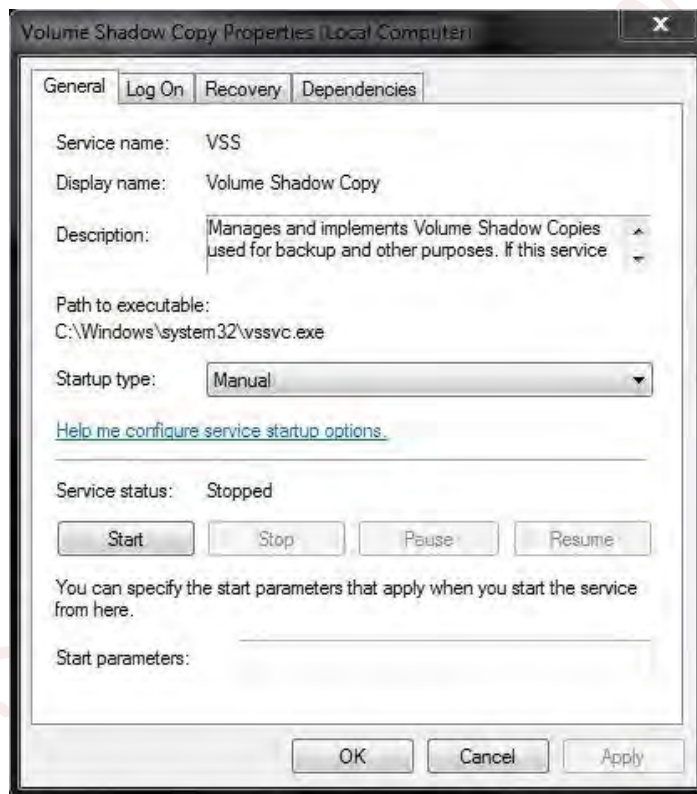 Volume Shadow Copy Properties (Local Computer)
x
General Log On Recovery Dependencies
Service name: VSS
Display name: Volume Shadow Copy
Description: Manages and implements Volume Shadow Copies
used for backup and other purposes. If this service
Path to executable:
C:\Windows\system32\vssvc.exe
Startup type: Manual
Help me configure service startup options.
Service status: Stopped
Start Stop Pause Resume
You can specify the start parameters that apply when you start the service
from here.
Start parameters:
OK Cancel Apply